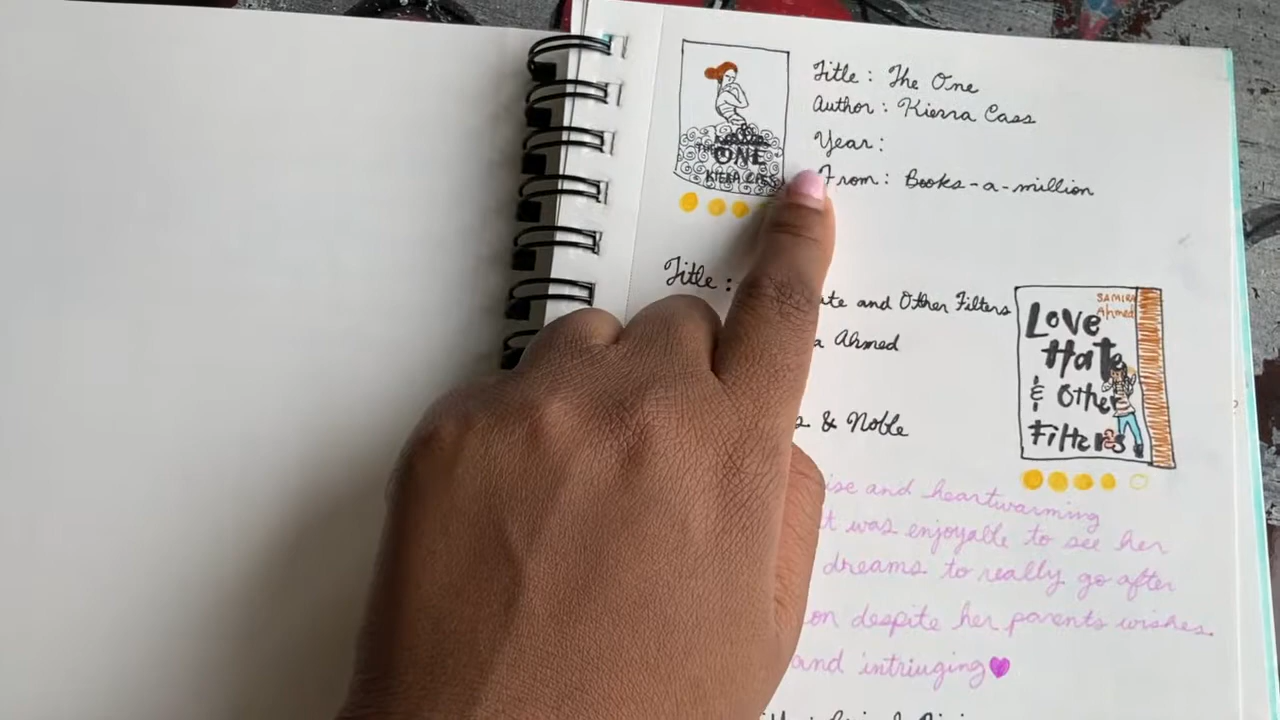 Title: The One
Author: Kierra Cass
Year:
From: Books-a-million
THE
ONE
KIERA CASS
Title: ate and Other Filters
a Ahmed
& Noble
SAMIRA
Ahmed
Love
Hate
& Other
Filters
ise and heartwarming
t was enjoyable to see her
dreams to really go after
on despite her parents wishes.
and intriuging